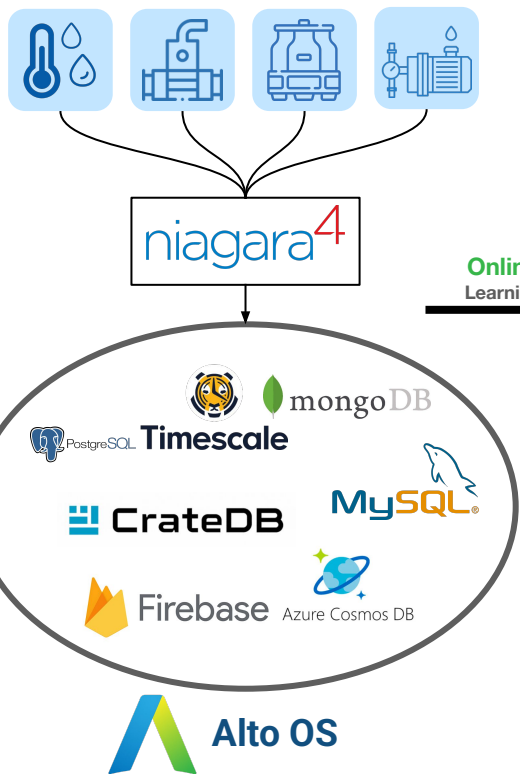 niagara4
Onlin
Learni
mongoDB
PostgreSQL
Timescale
MySQL®
CrateDB
Firebase
Azure Cosmos DB
Alto OS